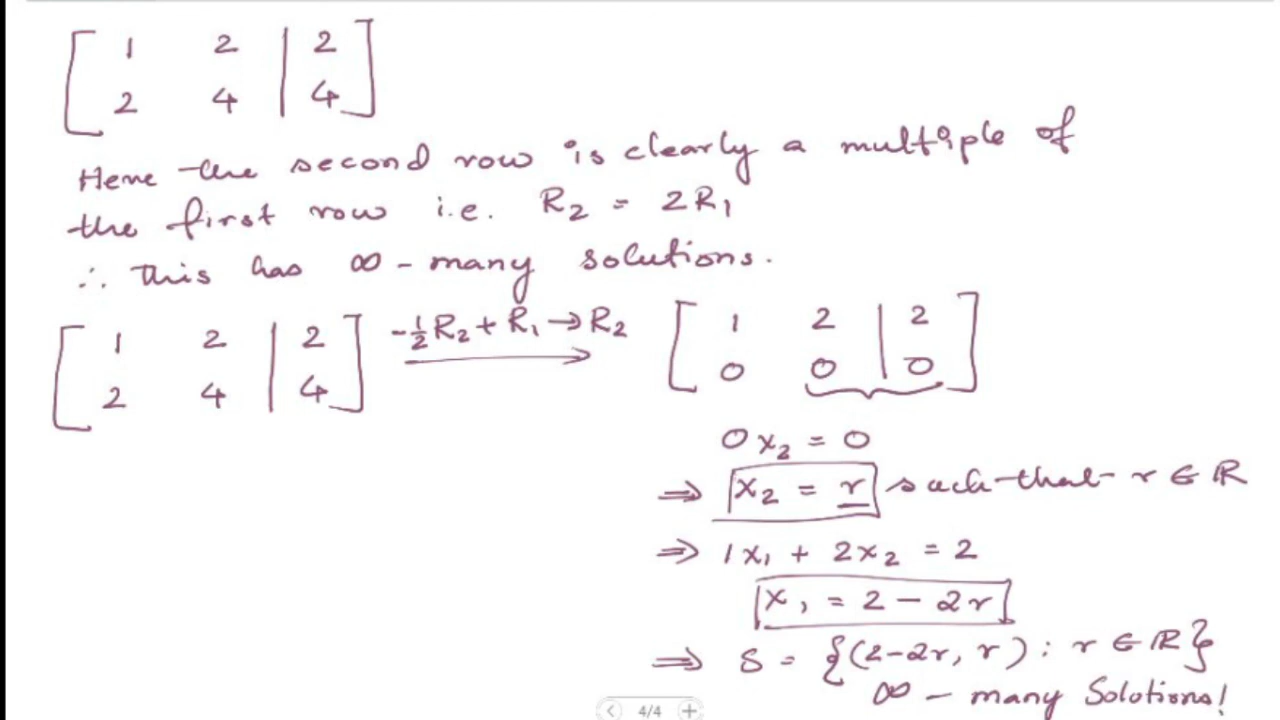 1 2 | 2
2 4 | 4
Here the second row is clearly a multiple of
the first row i.e. R₂ = 2R₁
∴ this has ∞-many solutions.
1 2 | 2 -½R₂ + R₁ → R₂ 1 2 | 2
2 4 | 4 0 0 | 0
0x₂ = 0
⇒ x₂ = r such that r ∈ ℝ
⇒ 1x₁ + 2x₂ = 2
x₁ = 2 - 2r
⇒ S = {(2-2r, r) : r ∈ ℝ}
∞ - many Solotions!
< 4/4 +